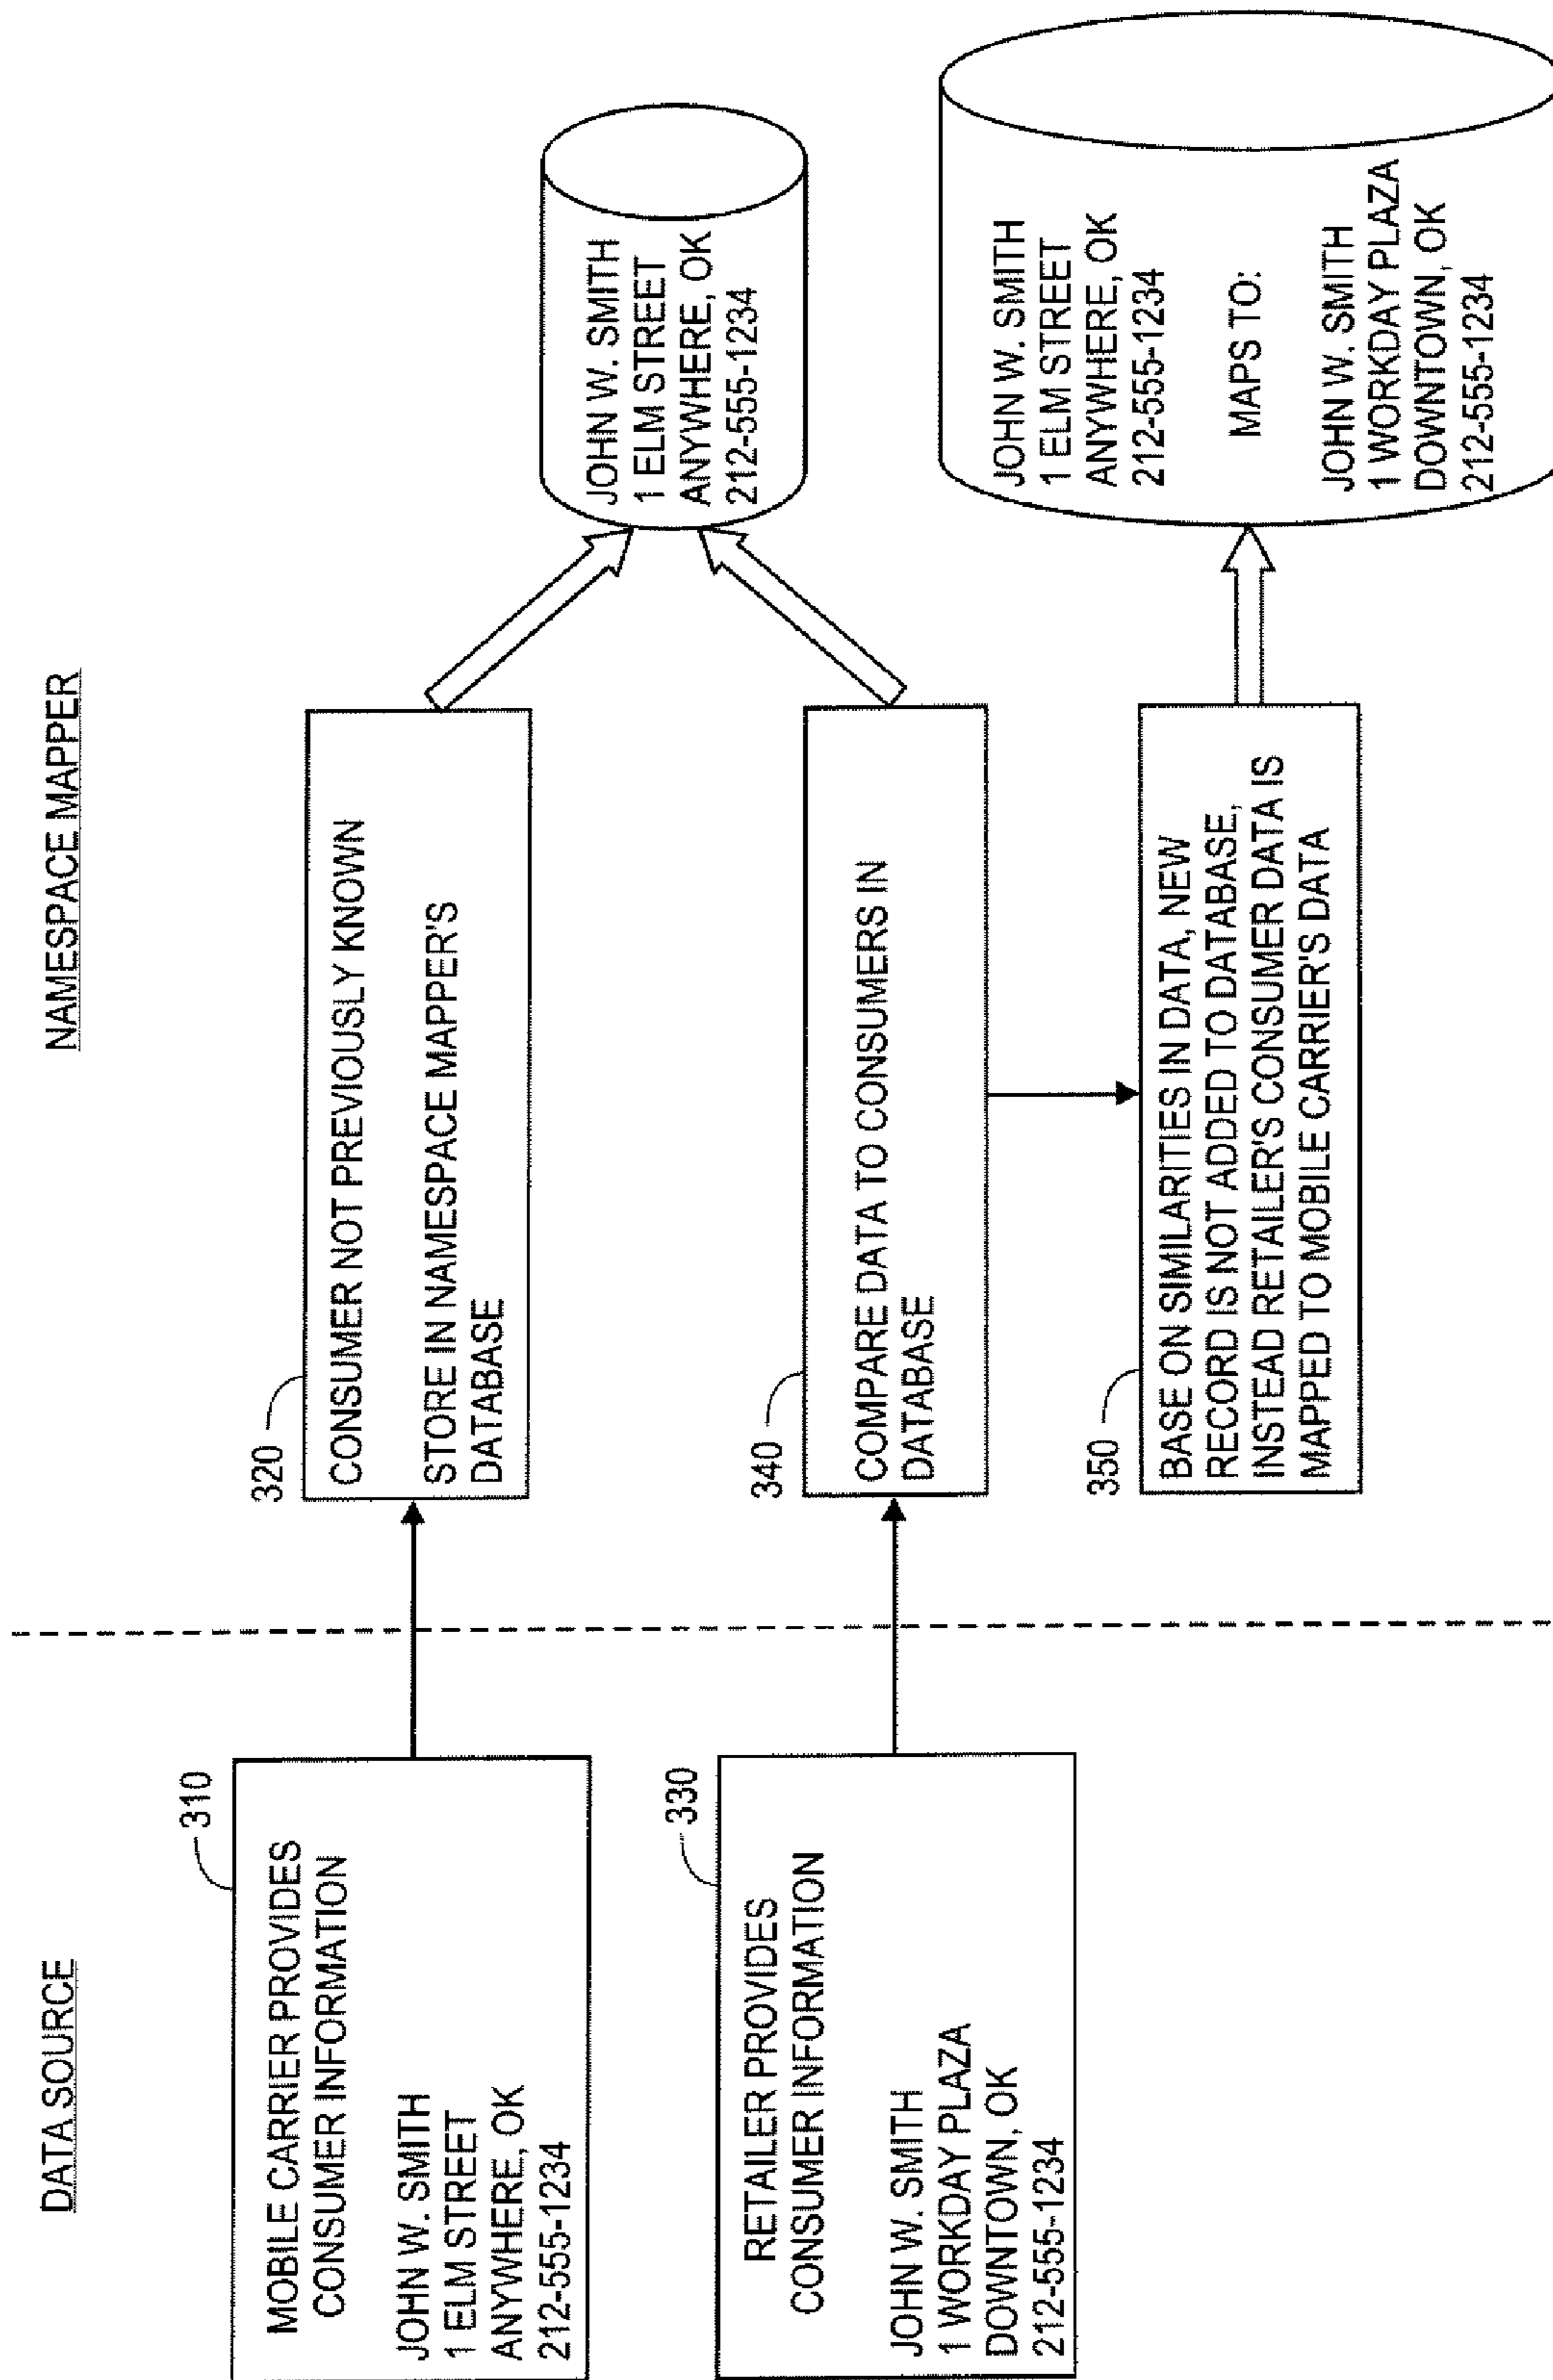 DATA SOURCE
NAMESPACE MAPPER
310
MOBILE CARRIER PROVIDES
CONSUMER INFORMATION
JOHN W. SMITH
1 ELM STREET
ANYWHERE, OK
212-555-1234
320
CONSUMER NOT PREVIOUSLY KNOWN
STORE IN NAMESPACE MAPPER'S
DATABASE
JOHN W. SMITH
1 ELM STREET
ANYWHERE, OK
212-555-1234
330
RETAILER PROVIDES
CONSUMER INFORMATION
JOHN W. SMITH
1 WORKDAY PLAZA
DOWNTOWN, OK
212-555-1234
340
COMPARE DATA TO CONSUMERS IN
DATABASE
350
BASE ON SIMILARITIES IN DATA, NEW
RECORD IS NOT ADDED TO DATABASE,
INSTEAD RETAILER'S CONSUMER DATA IS
MAPPED TO MOBILE CARRIER'S DATA
JOHN W. SMITH
1 ELM STREET
ANYWHERE, OK
212-555-1234
MAPS TO:
JOHN W. SMITH
1 WORKDAY PLAZA
DOWNTOWN, OK
212-555-1234